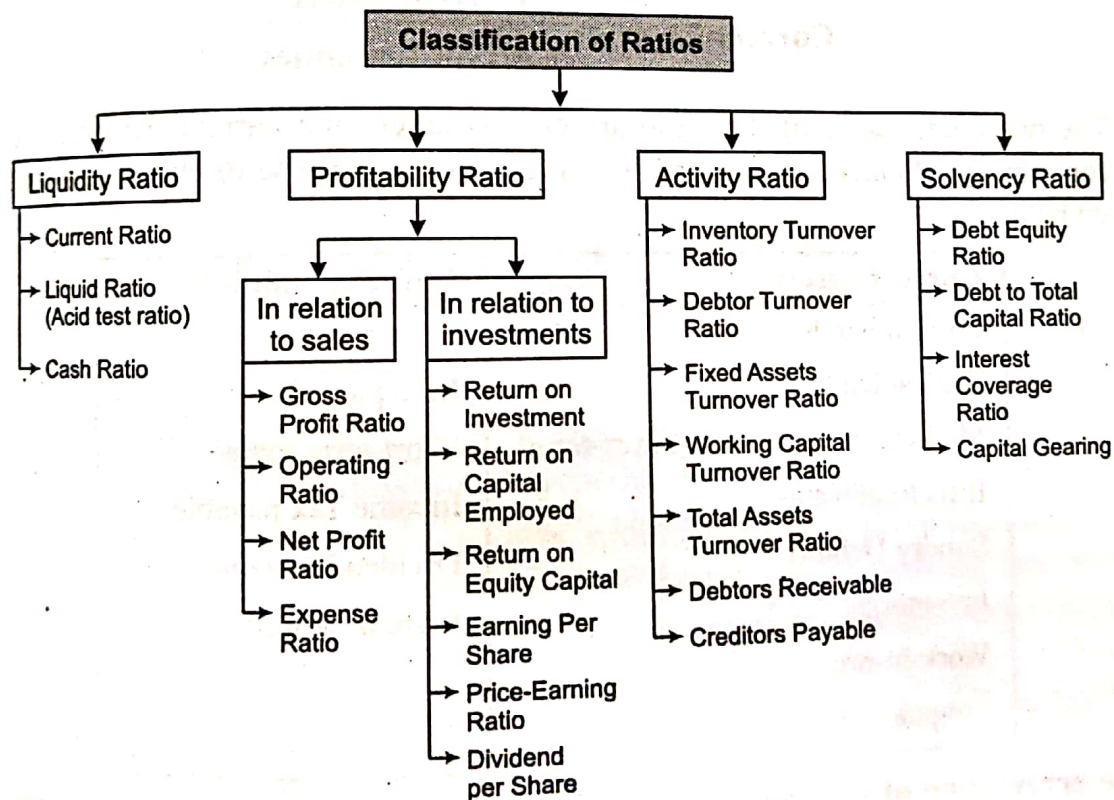 Classification of Ratios
Liquidity Ratio
Current Ratio
Liquid Ratio
(Acid test ratio)
Cash Ratio
Profitability Ratio
In relation
to sales
Gross
Profit Ratio
Operating
Ratio
Net Profit
Ratio
Expense
Ratio
In relation to
investments
Return on
Investment
Return on
Capital
Employed
Return on
Equity Capital
Earning Per
Share
Price-Earning
Ratio
Dividend
per Share
Activity Ratio
Inventory Turnover
Ratio
Debtor Turnover
Ratio
Fixed Assets
Turnover Ratio
Working Capital
Turnover Ratio
Total Assets
Turnover Ratio
Debtors Receivable
Creditors Payable
Solvency Ratio
Debt Equity
Ratio
Debt to Total
Capital Ratio
Interest
Coverage
Ratio
Capital Gearing